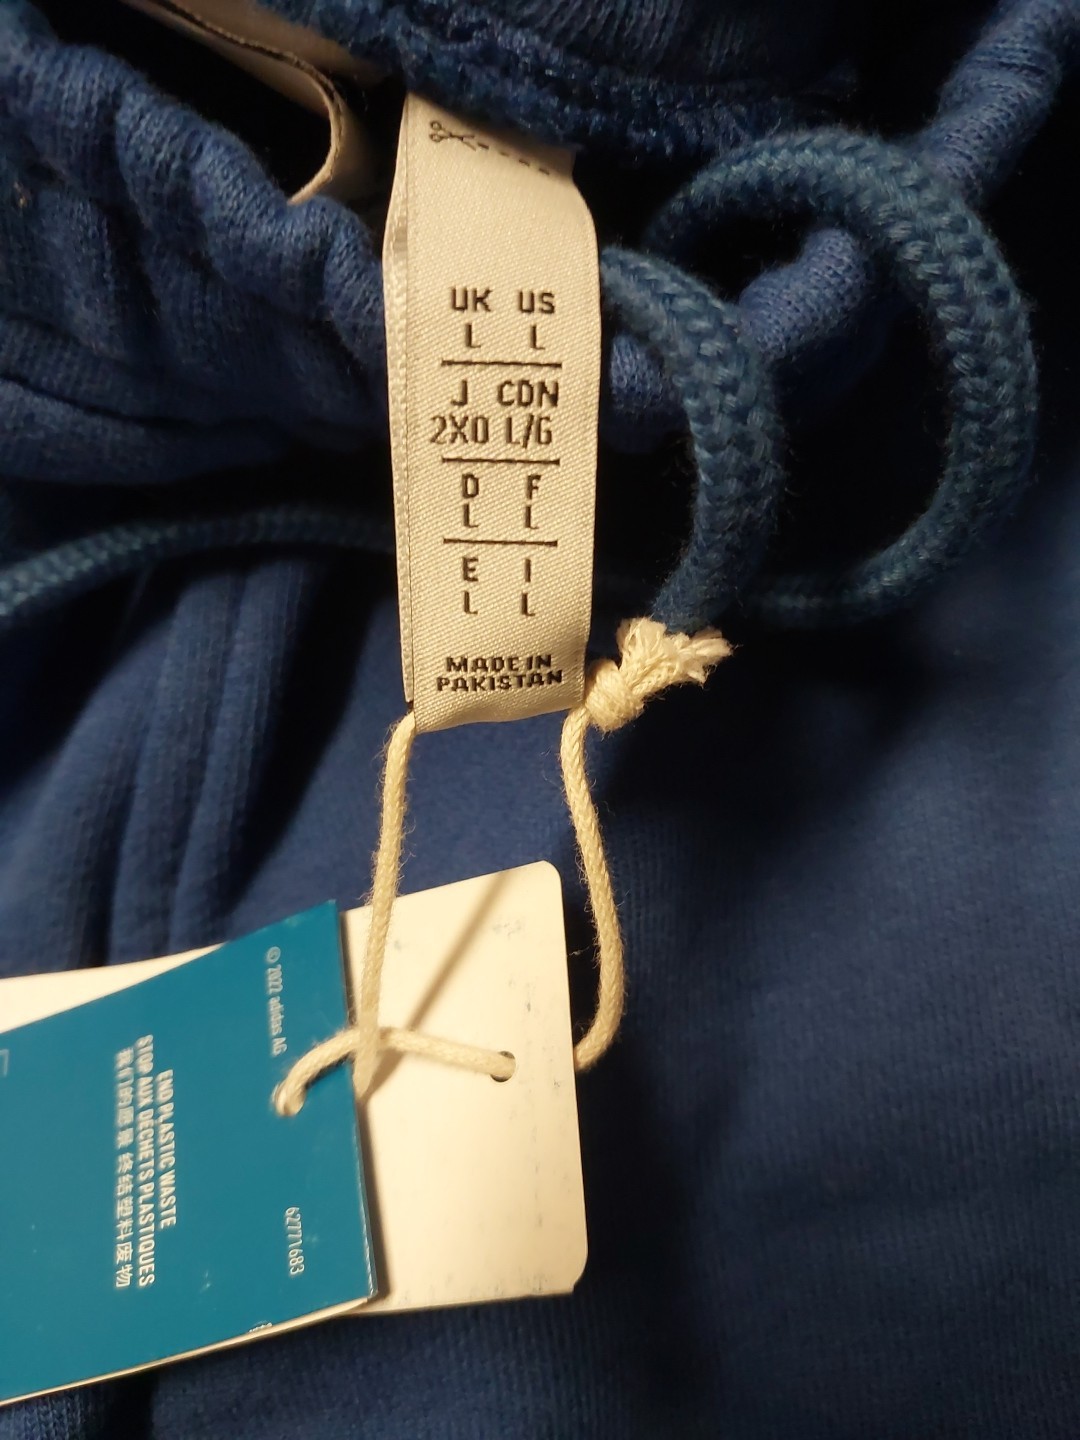 UK US
L L
J CDN
2XO L/G
D F
L L
E I
L L
MADE IN
PAKISTAN
© 2022 adidas AG
END PLASTIC WASTE
STOP AUX DÉCHETS PLASTIQUES
我们的愿景 终结塑料废物
62771683